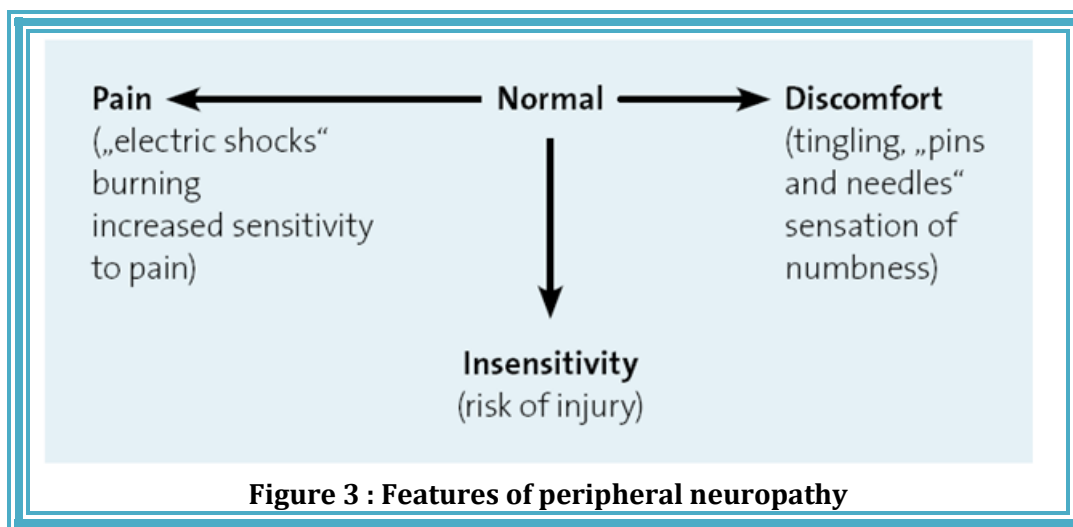 Pain Normal Discomfort
(„electric shocks“
burning
increased sensitivity
to pain)
(tingling, „pins
and needles“
sensation of
numbness)
Insensitivity
(risk of injury)
Figure 3 : Features of peripheral neuropathy